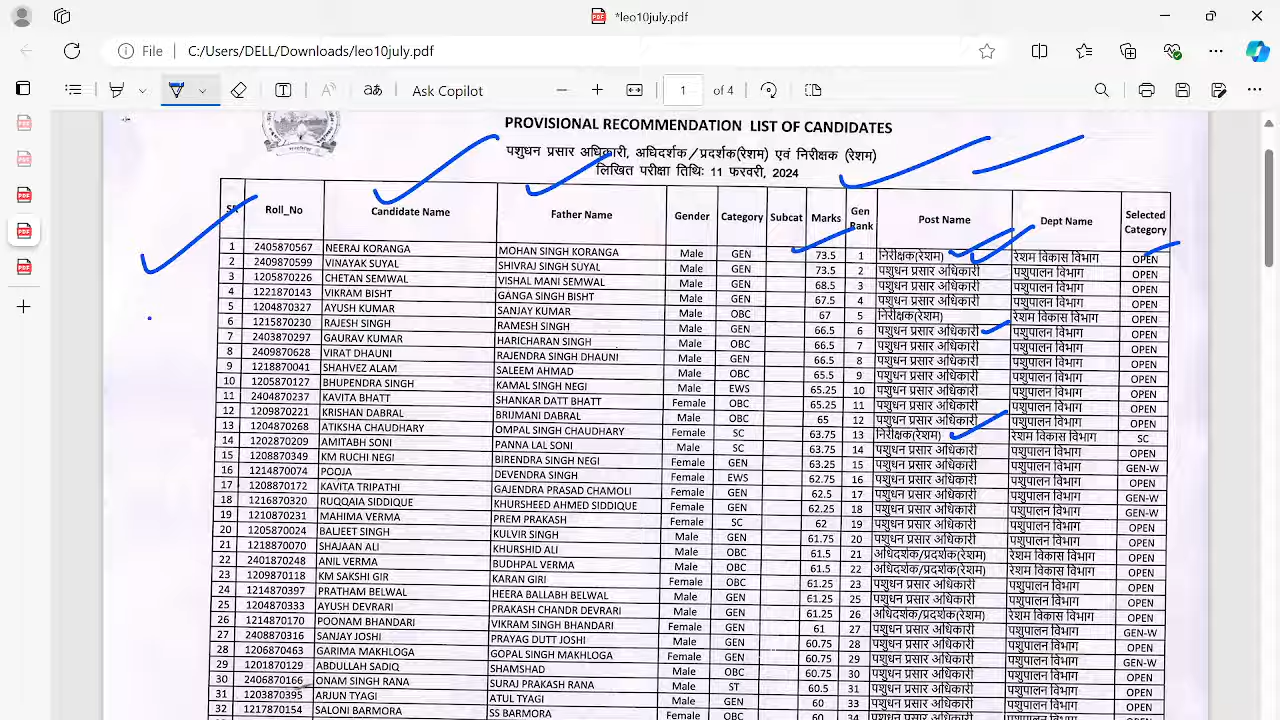 *leo10july.pdf
File C:/Users/DELL/Downloads/leo10july.pdf
Ask Copilot 1 of 4
PROVISIONAL RECOMMENDATION LIST OF CANDIDATES
पशुधन प्रसार अधिकारी, अधिदर्शक/प्रदर्शक(रेशम) एवं निरीक्षक (रेशम)
लिखित परीक्षा तिथिः 11 फरवरी, 2024
SR Roll_No Candidate Name Father Name Gender Category Subcat Marks Gen Rank Post Name Dept Name Selected Category
1 2405870567 NEERAJ KORANGA MOHAN SINGH KORANGA Male GEN 73.5 1 निरीक्षक(रेशम) रेशम विकास विभाग OPEN
2 2409870599 VINAYAK SUYAL SHIVRAJ SINGH SUYAL Male GEN 73.5 2 पशुधन प्रसार अधिकारी पशुपालन विभाग OPEN
3 1205870226 CHETAN SEMWAL VISHAL MANI SEMWAL Male GEN 68.5 3 पशुधन प्रसार अधिकारी पशुपालन विभाग OPEN
4 1221870143 VIKRAM BISHT GANGA SINGH BISHT Male GEN 67.5 4 पशुधन प्रसार अधिकारी पशुपालन विभाग OPEN
5 1204870327 AYUSH KUMAR SANJAY KUMAR Male OBC 67 5 निरीक्षक(रेशम) रेशम विकास विभाग OPEN
6 1215870230 RAJESH SINGH RAMESH SINGH Male GEN 66.5 6 पशुधन प्रसार अधिकारी पशुपालन विभाग OPEN
7 2403870297 GAURAV KUMAR HARICHARAN SINGH Male OBC 66.5 7 पशुधन प्रसार अधिकारी पशुपालन विभाग OPEN
8 2409870628 VIRAT DHAUNI RAJENDRA SINGH DHAUNI Male GEN 66.5 8 पशुधन प्रसार अधिकारी पशुपालन विभाग OPEN
9 1218870041 SHAHVEZ ALAM SALEEM AHMAD Male OBC 65.5 9 पशुधन प्रसार अधिकारी पशुपालन विभाग OPEN
10 1205870127 BHUPENDRA SINGH KAMAL SINGH NEGI Male EWS 65.25 10 पशुधन प्रसार अधिकारी पशुपालन विभाग OPEN
11 2404870237 KAVITA BHATT SHANKAR DATT BHATT Female OBC 65.25 11 पशुधन प्रसार अधिकारी पशुपालन विभाग OPEN
12 1209870221 KRISHAN DABRAL BRIJMANI DABRAL Male OBC 65 12 पशुधन प्रसार अधिकारी पशुपालन विभाग OPEN
13 1204870268 ATIKSHA CHAUDHARY OMPAL SINGH CHAUDHARY Female SC 63.75 13 निरीक्षक(रेशम) रेशम विकास विभाग SC
14 1202870209 AMITABH SONI PANNA LAL SONI Male SC 63.75 14 पशुधन प्रसार अधिकारी पशुपालन विभाग OPEN
15 1208870349 KM RUCHI NEGI BIRENDRA SINGH NEGI Female GEN 63.25 15 पशुधन प्रसार अधिकारी पशुपालन विभाग GEN-W
16 1214870074 POOJA DEVENDRA SINGH Female EWS 62.75 16 पशुधन प्रसार अधिकारी पशुपालन विभाग OPEN
17 1208870172 KAVITA TRIPATHI GAJENDRA PRASAD CHAMOLI Female GEN 62.5 17 पशुधन प्रसार अधिकारी पशुपालन विभाग GEN-W
18 1216870320 RUQQAIA SIDDIQUE KHURSHEED AHMED SIDDIQUE Female GEN 62.25 18 पशुधन प्रसार अधिकारी पशुपालन विभाग GEN-W
19 1210870231 MAHIMA VERMA PREM PRAKASH Female SC 62 19 पशुधन प्रसार अधिकारी पशुपालन विभाग OPEN
20 1205870024 BALJEET SINGH KULVIR SINGH Male GEN 61.75 20 पशुधन प्रसार अधिकारी पशुपालन विभाग OPEN
21 1218870070 SHAJAAN ALI KHURSHID ALI Male OBC 61.5 21 अधिदर्शक/प्रदर्शक(रेशम) रेशम विकास विभाग OPEN
22 2401870248 ANIL VERMA BUDHPAL VERMA Male OBC 61.5 22 अधिदर्शक/प्रदर्शक(रेशम) रेशम विकास विभाग OPEN
23 1209870118 KM SAKSHI GIR KARAN GIRI Female OBC 61.25 23 पशुधन प्रसार अधिकारी पशुपालन विभाग OPEN
24 1214870397 PRATHAM BELWAL HEERA BALLABH BELWAL Male GEN 61.25 25 पशुधन प्रसार अधिकारी पशुपालन विभाग OPEN
25 1204870333 AYUSH DEVRARI PRAKASH CHANDR DEVRARI Male GEN 61.25 26 अधिदर्शक/प्रदर्शक(रेशम) रेशम विकास विभाग OPEN
26 1214870170 POONAM BHANDARI VIKRAM SINGH BHANDARI Female GEN 61 27 पशुधन प्रसार अधिकारी पशुपालन विभाग GEN-W
27 2408870316 SANJAY JOSHI PRAYAG DUTT JOSHI Male GEN 60.75 28 पशुधन प्रसार अधिकारी पशुपालन विभाग OPEN
28 1206870463 GARIMA MAKHLOGA GOPAL SINGH MAKHLOGA Female GEN 60.75 29 पशुधन प्रसार अधिकारी पशुपालन विभाग GEN-W
29 1201870129 ABDULLAH SADIQ SHAMSHAD Male OBC 60.75 30 पशुधन प्रसार अधिकारी पशुपालन विभाग OPEN
30 2406870166 ONAM SINGH RANA SURAJ PRAKASH RANA Male ST 60.5 31 पशुधन प्रसार अधिकारी पशुपालन विभाग OPEN
31 1203870395 ARJUN TYAGI ATUL TYAGI Male GEN 60 33 पशुधन प्रसार अधिकारी पशुपालन विभाग OPEN
32 1217870154 SALONI BARMORA SS BARMORA Female OBC 60 34 पशुधन प्रसार अधिकारी पशुपालन विभाग OPEN